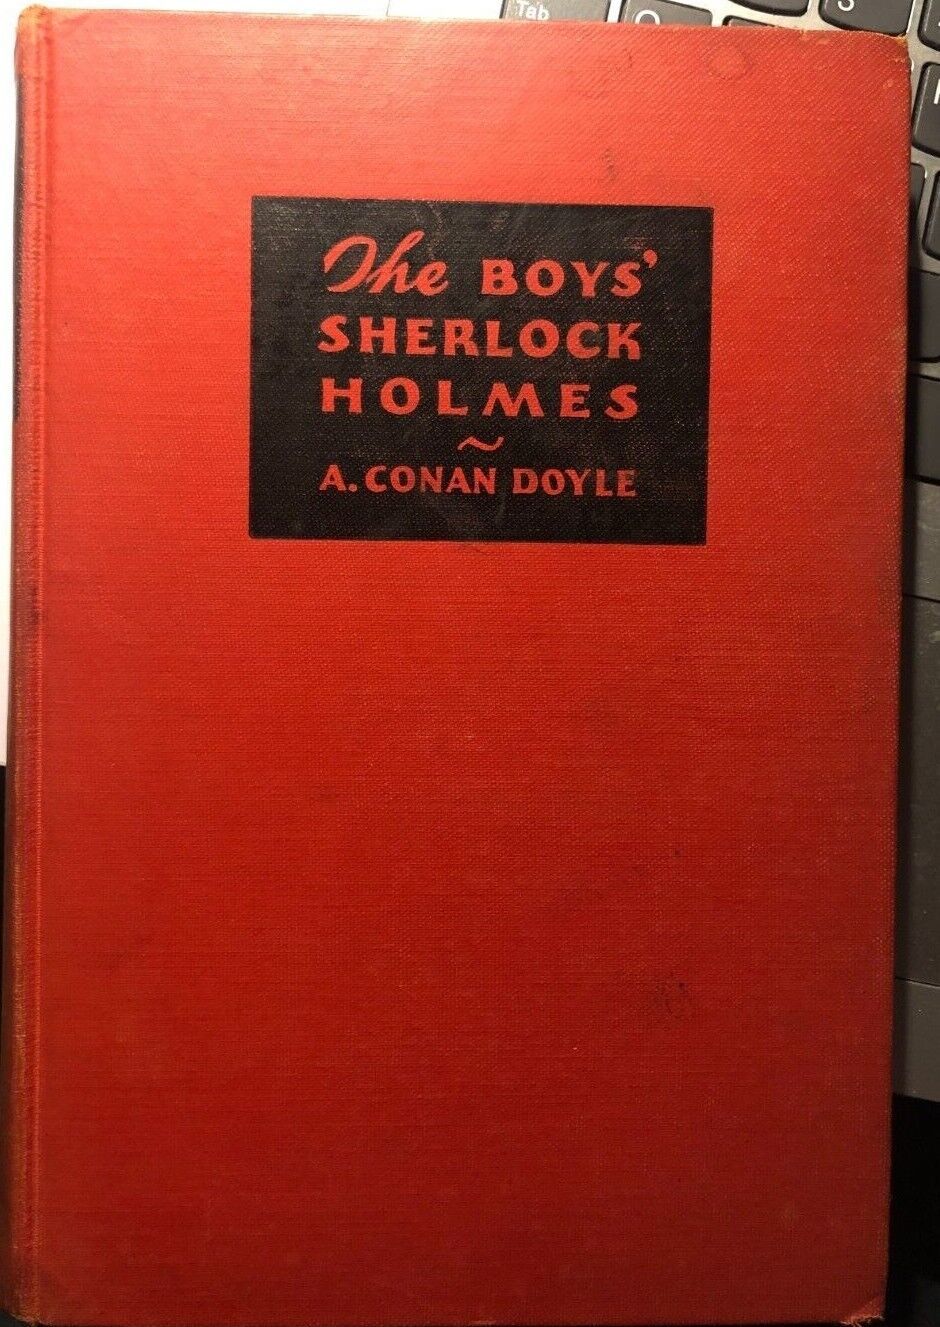 Tab
Q
S
The BOYS'
SHERLOCK
HOLMES
~
A. CONAN DOYLE